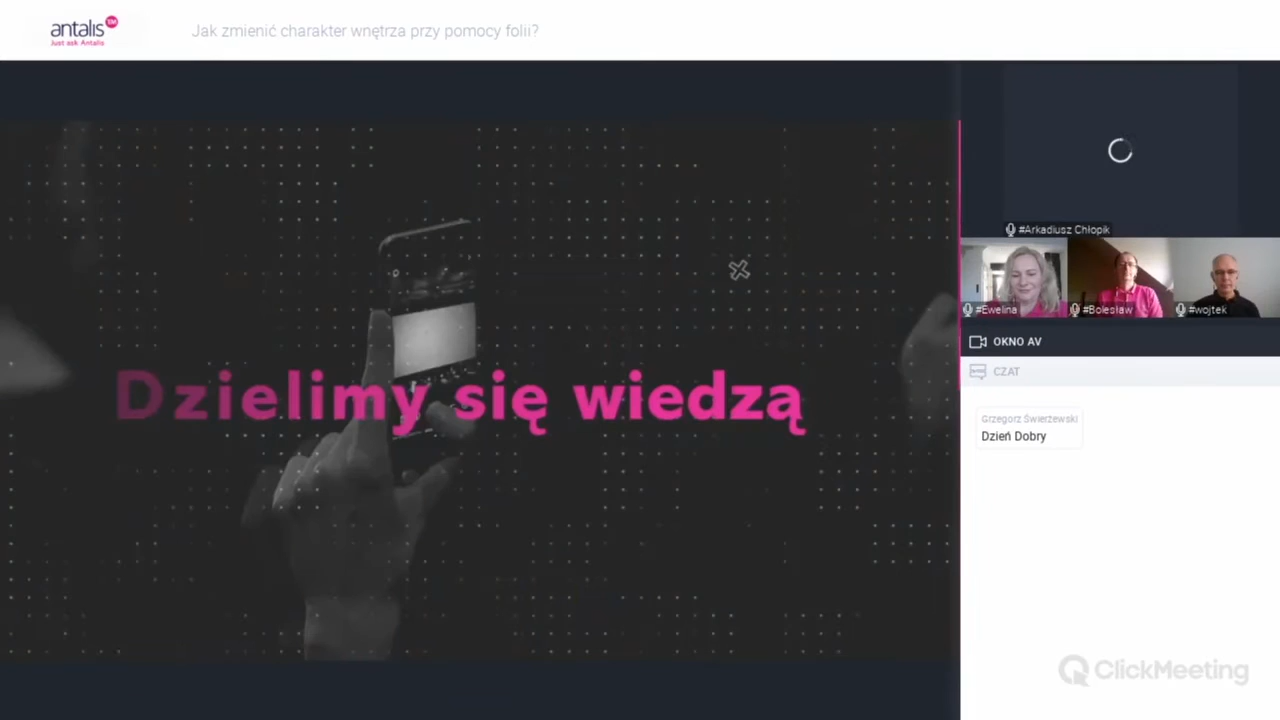 antalis TM
Just ask Antalis
Jak zmienić charakter wnętrza przy pomocy folii?
Dzielimy się wiedzą
#Arkadiusz Chłopik
#Ewelina
#Bolesław
#wojtek
OKNO AV
CZAT
Grzegorz Świerżewski
Dzień Dobry
ClickMeeting